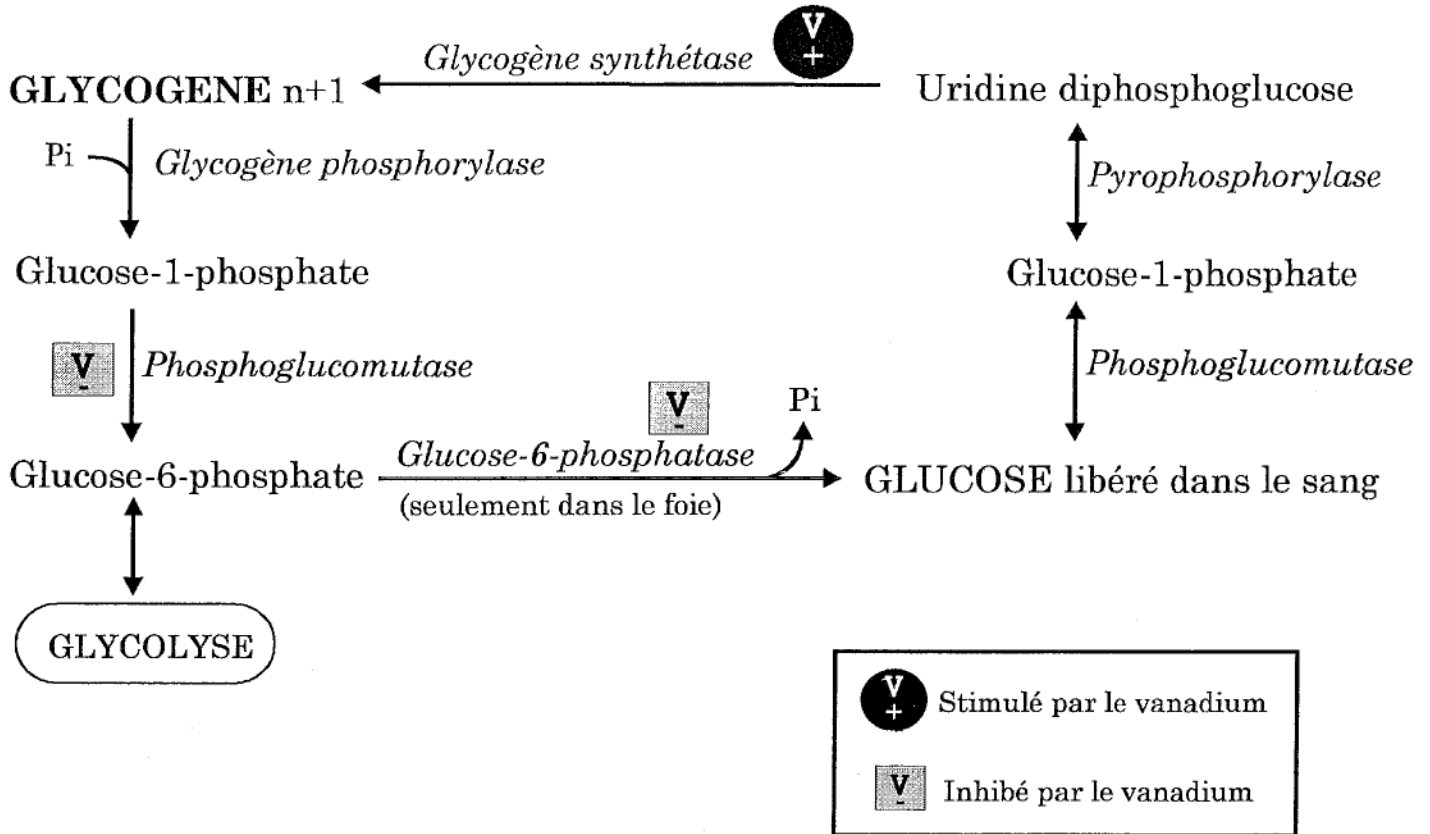 V
+
Glycogène synthétase
GLYCOGENE n+1
Uridine diphosphoglucose
Pi
Glycogène phosphorylase
Pyrophosphorylase
Glucose-1-phosphate
Glucose-1-phosphate
V
-
Phosphoglucomutase
Phosphoglucomutase
V
-
Pi
Glucose-6-phosphate
Glucose-6-phosphatase
(seulement dans le foie)
GLUCOSE libéré dans le sang
GLYCOLYSE
V
+
Stimulé par le vanadium
V
-
Inhibé par le vanadium